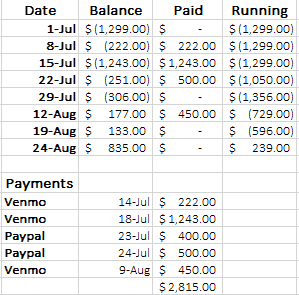 Date Balance Paid Running
1-Jul $(1,299.00) $ - $(1,299.00)
8-Jul $ (222.00) $ 222.00 $(1,299.00)
15-Jul $(1,243.00) $1,243.00 $(1,299.00)
22-Jul $ (251.00) $ 500.00 $(1,050.00)
29-Jul $ (306.00) $ - $(1,356.00)
12-Aug $ 177.00 $ 450.00 $ (729.00)
19-Aug $ 133.00 $ - $ (596.00)
24-Aug $ 835.00 $ - $ 239.00
Payments
Venmo 14-Jul $ 222.00
Venmo 18-Jul $1,243.00
Paypal 23-Jul $ 400.00
Paypal 24-Jul $ 500.00
Venmo 9-Aug $ 450.00
$2,815.00